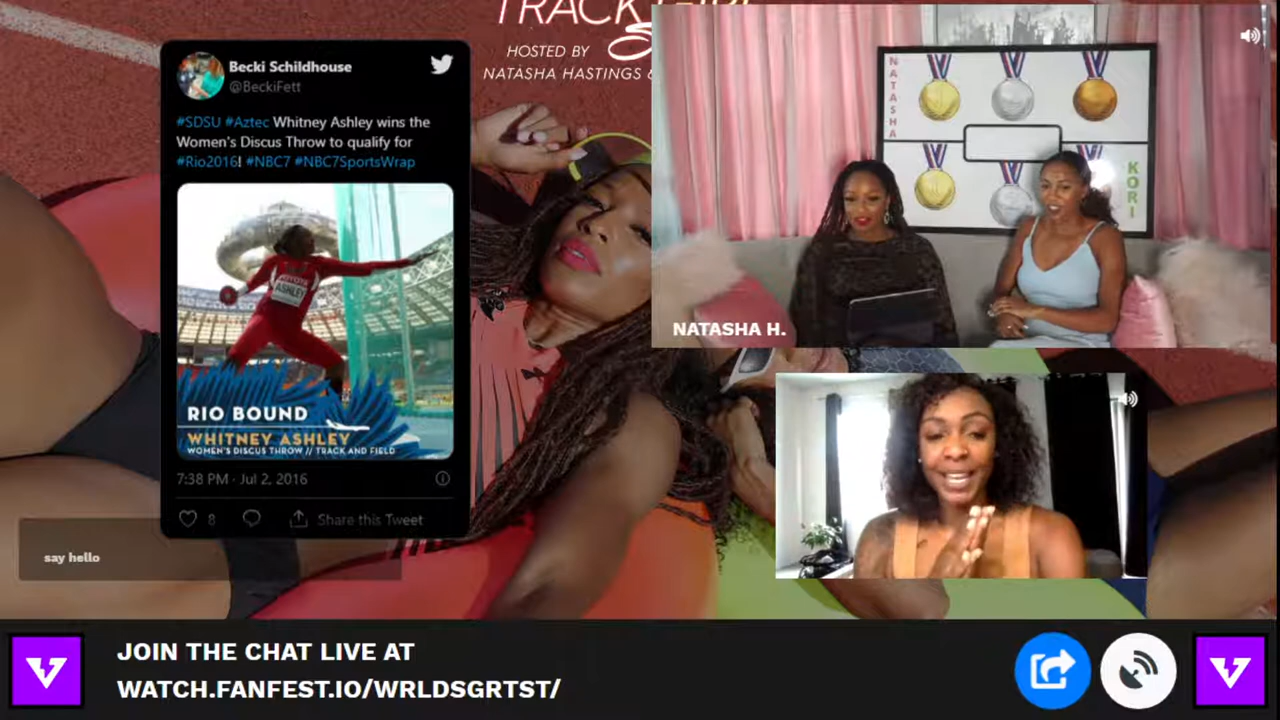 TRACK
HOSTED BY
NATASHA HASTINGS &
Becki Schildhouse
@BeckiFett
#SDSU #Aztec Whitney Ashley wins the
Women's Discus Throw to qualify for
#Rio2016! #NBC7 #NBC7SportsWrap
TOYOTA
ASHLEY
RIO BOUND
WHITNEY ASHLEY
WOMEN'S DISCUS THROW // TRACK AND FIELD
7:38 PM · Jul 2, 2016
8
Share this Tweet
say hello
NATASHA
KORI
NATASHA H.
JOIN THE CHAT LIVE AT
WATCH.FANFEST.IO/WRLDSGRTST/